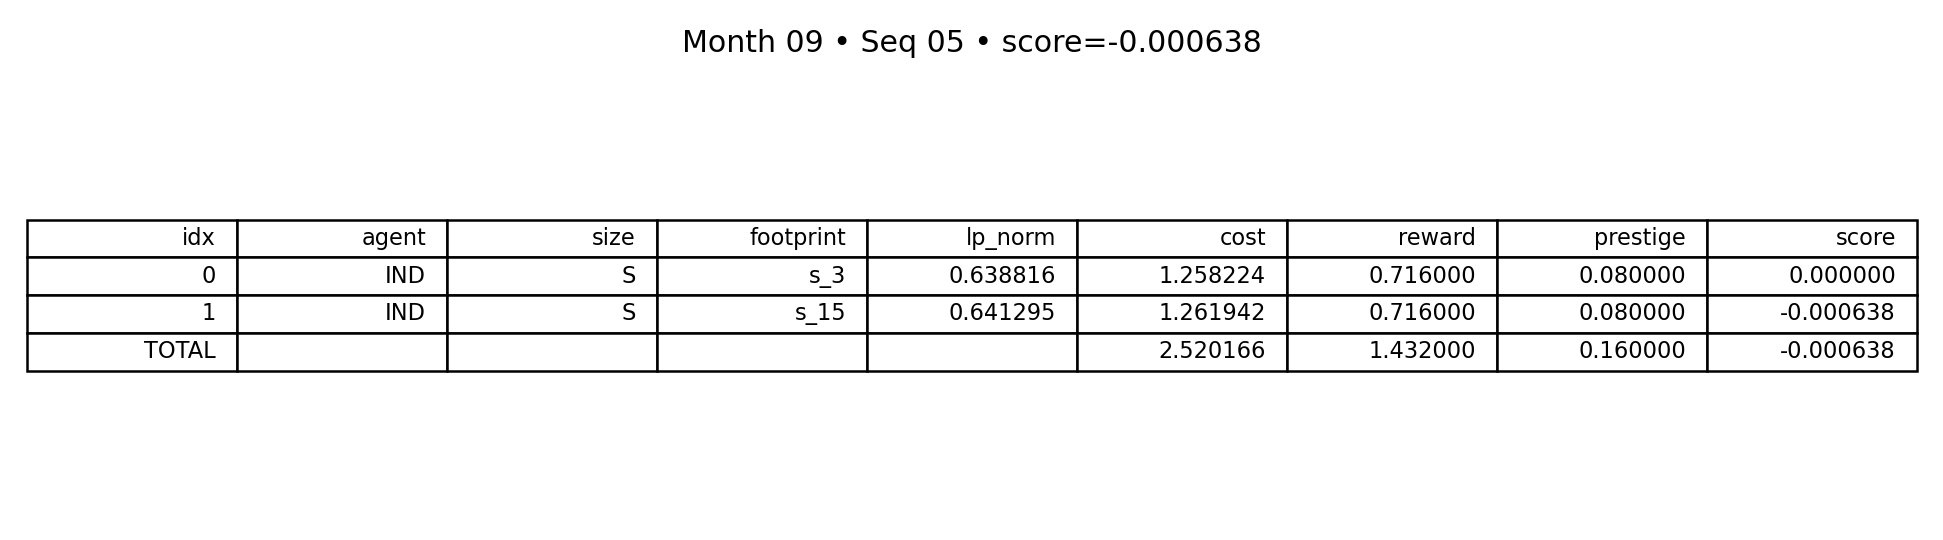 Month 09 • Seq 05 • score=-0.000638
idx agent size footprint lp_norm cost reward prestige score
0 IND S s_3 0.638816 1.258224 0.716000 0.080000 0.000000
1 IND S s_15 0.641295 1.261942 0.716000 0.080000 -0.000638
TOTAL 2.520166 1.432000 0.160000 -0.000638